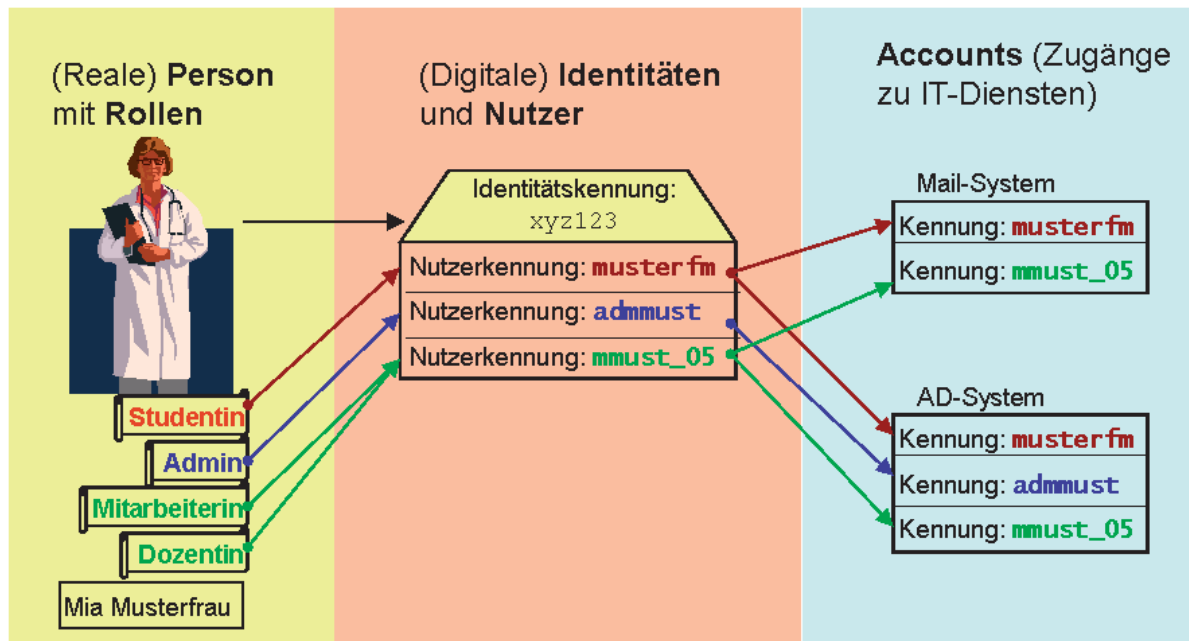 (Reale) Person
mit Rollen
Studentin
Admin
Mitarbeiterin
Dozentin
Mia Musterfrau
(Digitale) Identitäten
und Nutzer
Identitätskennung:
xyz123
Nutzerkennung: musterfm
Nutzerkennung: admmust
Nutzerkennung: mmust_05
Accounts (Zugänge
zu IT-Diensten)
Mail-System
Kennung: musterfm
Kennung: mmust_05
AD-System
Kennung: musterfm
Kennung: admmust
Kennung: mmust_05